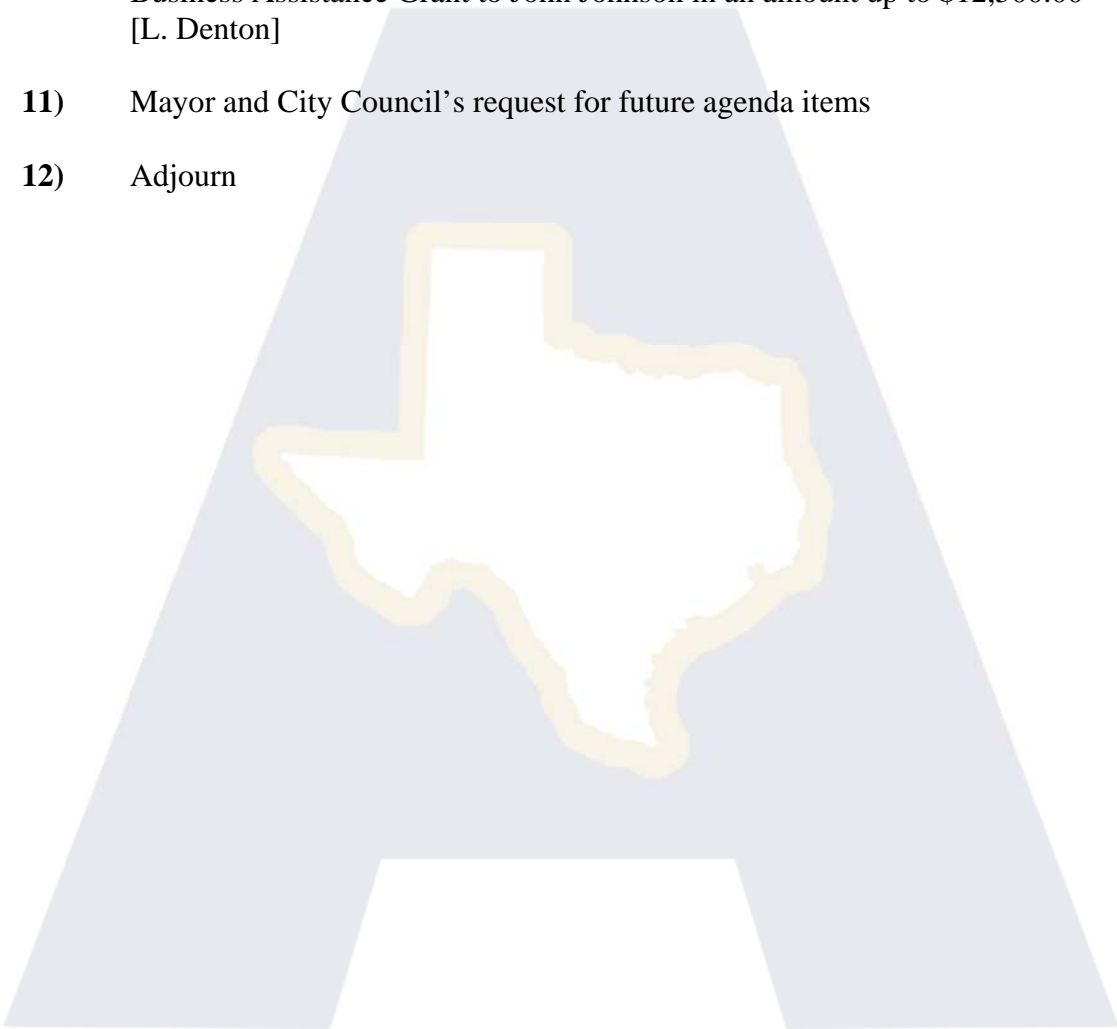 Business Assistance Grant to John Johnson in an amount up to
[L. Denton]
11) Mayor and City Council's request for future agenda items
12) Adjourn
A